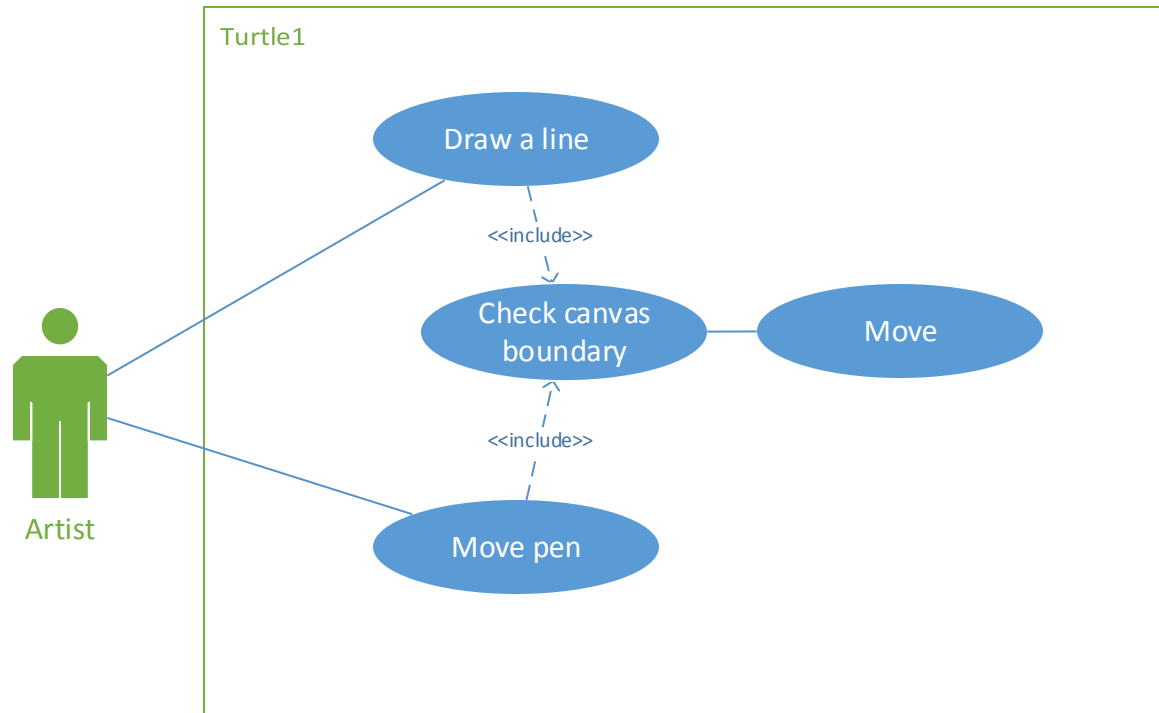 Turtle1
Draw a line
<<include>>
Check canvas
boundary
Move
<<include>>
Move pen
Artist